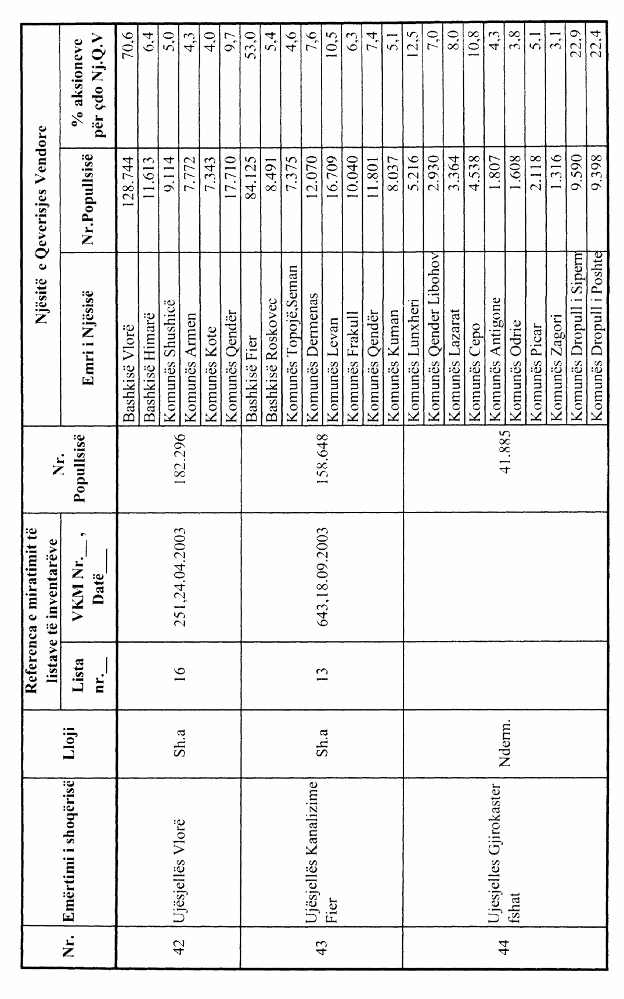 Nr.
Emërtimi i shoqërisë
Lloji
Referenca e miratimit të
listave të inventarëve
Lista
nr.__
VKM Nr.__,
Datë___
Nr.
Popullsisë
Njësitë e Qeverisjes Vendore
Emri i Njësisë
Nr.Popullsisë
% aksioneve
për çdo Nj.Q.V
42
Ujësjellës Vlorë
Sh.a
16
251,24.04.2003
182.296
Bashkisë Vlorë 128.744 70,6
Bashkisë Himarë 11.613 6,4
Komunës Shushicë 9.114 5,0
Komunës Armen 7.772 4,3
Komunës Kote 7.343 4,0
Komunës Qendër 17.710 9,7
43
Ujësjellës Kanalizime
Fier
Sh.a
13
643,18.09.2003
158.648
Bashkisë Fier 84.125 53,0
Bashkisë Roskovec 8.491 5,4
Komunës Topojë,Seman 7.375 4,6
Komunës Dermenas 12.070 7,6
Komunës Levan 16.709 10,5
Komunës Frakull 10.040 6,3
Komunës Qendër 11.801 7,4
Komunës Kuman 8.037 5,1
44
Ujesjelles Gjirokaster
fshat
Nderm.
41.885
Komunës Lunxheri 5.216 12,5
Komunës Qender Libohov 2.930 7,0
Komunës Lazarat 3.364 8,0
Komunës Cepo 4.538 10,8
Komunës Antigone 1.807 4,3
Komunës Odrie 1.608 3,8
Komunës Picar 2.118 5,1
Komunës Zagori 1.316 3,1
Komunës Dropull i Siperm 9.590 22,9
Komunës Dropull i Poshte 9.398 22,4